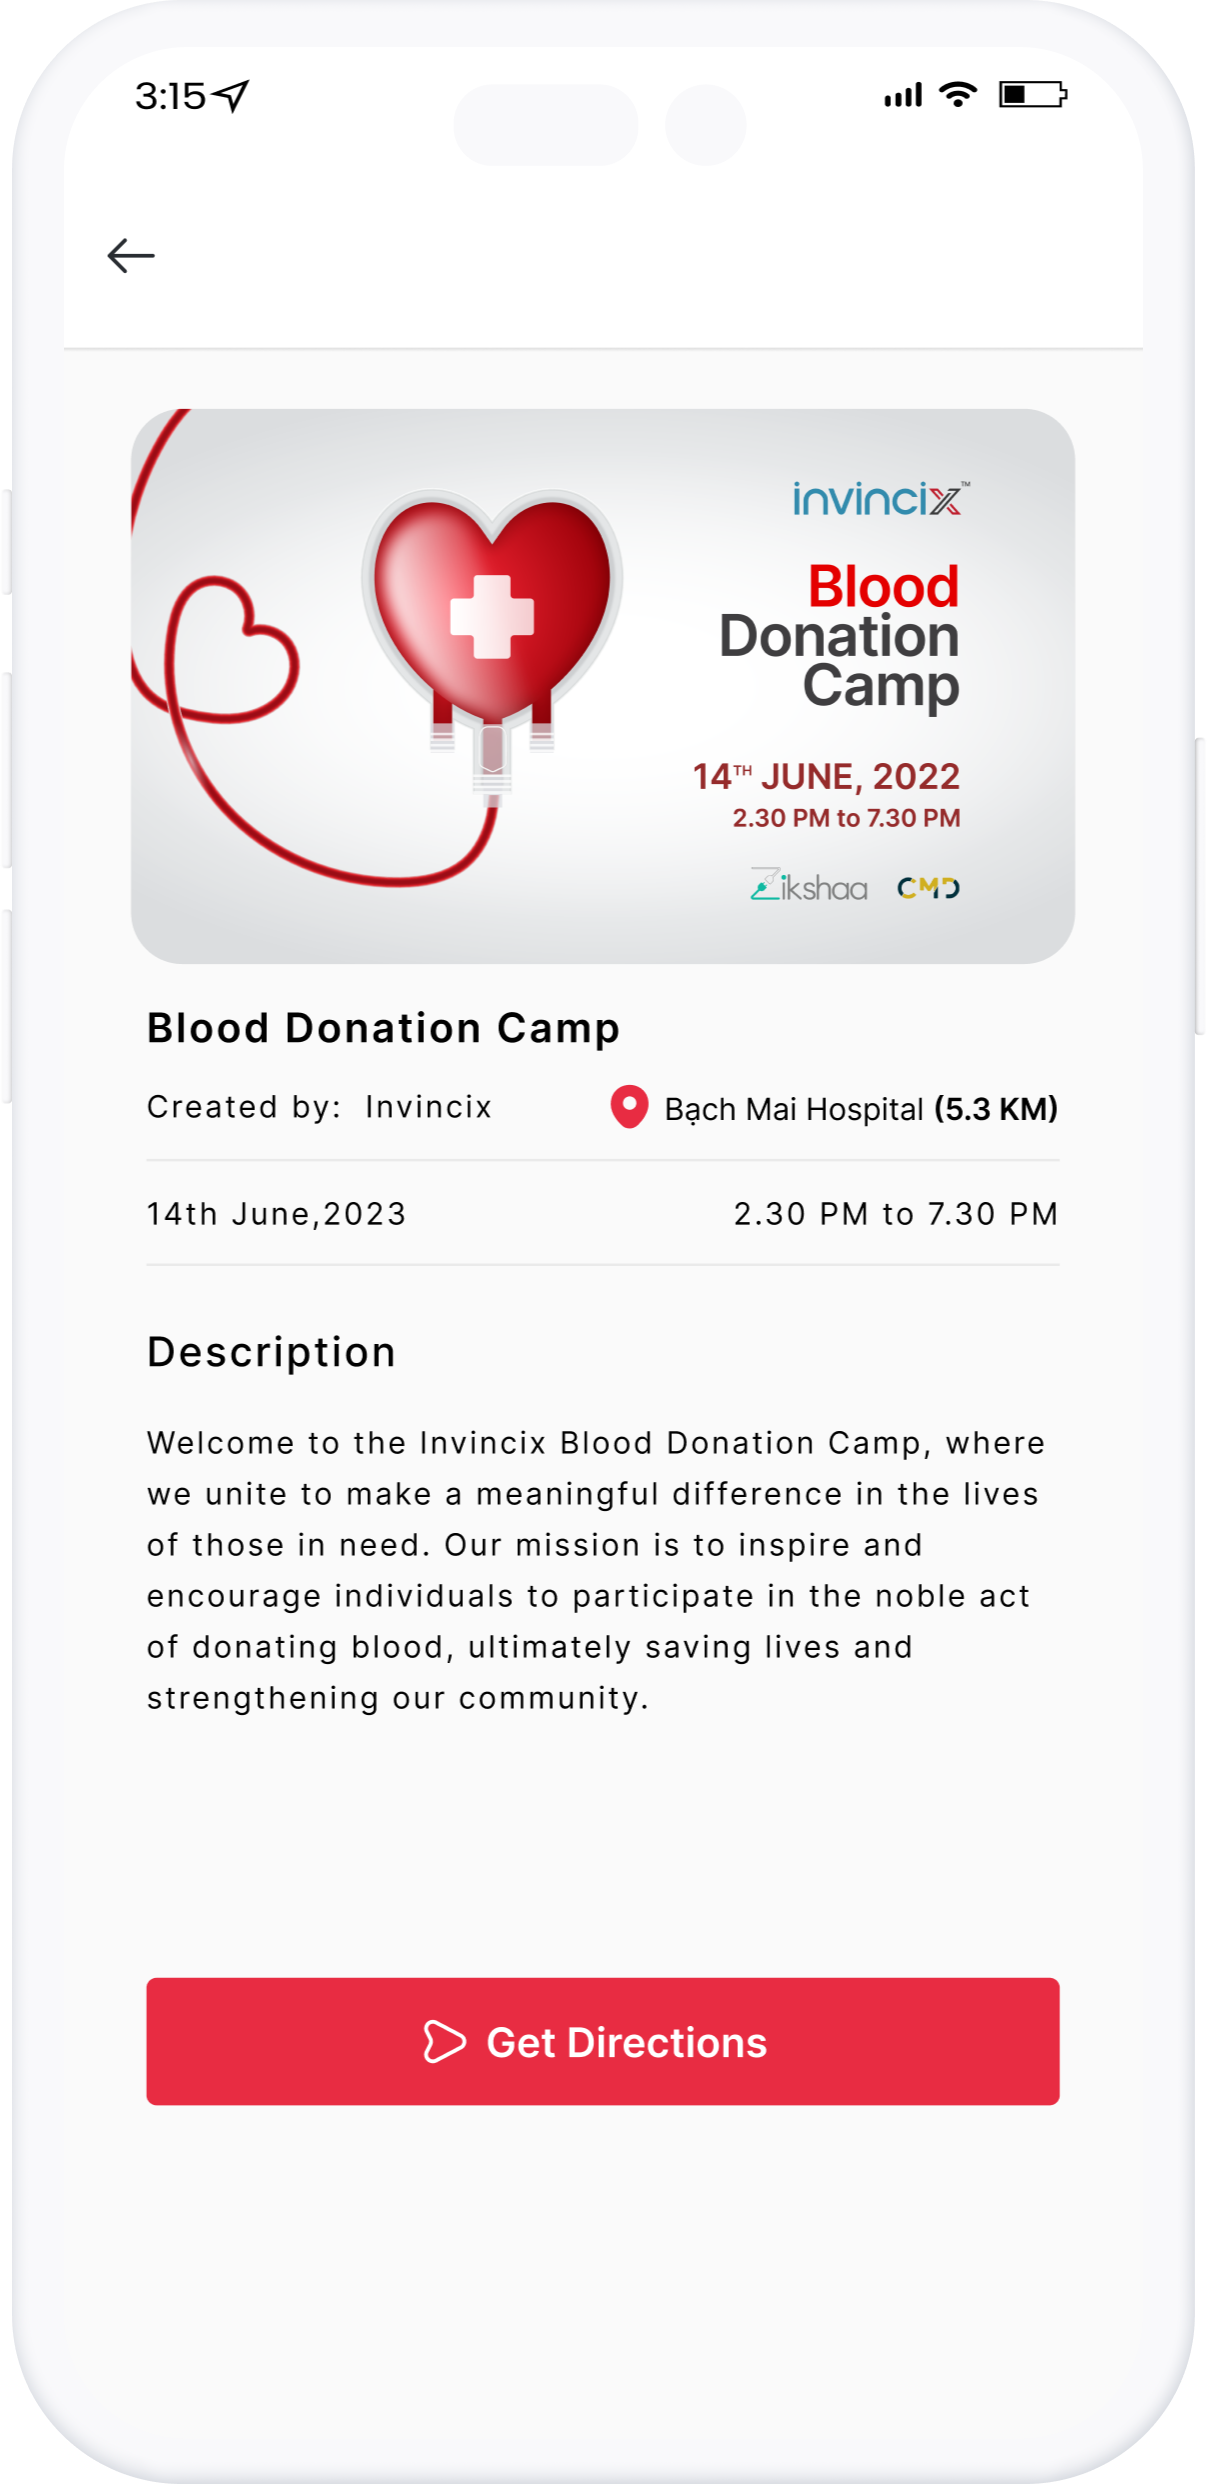 3:15
invincix™
Blood
Donation
Camp
14TH JUNE, 2022
2.30 PM to 7.30 PM
Zikshaa CMD
Blood Donation Camp
Created by: Invincix Bạch Mai Hospital (5.3 KM)
14th June,2023 2.30 PM to 7.30 PM
Description
Welcome to the Invincix Blood Donation Camp, where
we unite to make a meaningful difference in the lives
of those in need. Our mission is to inspire and
encourage individuals to participate in the noble act
of donating blood, ultimately saving lives and
strengthening our community.
Get Directions